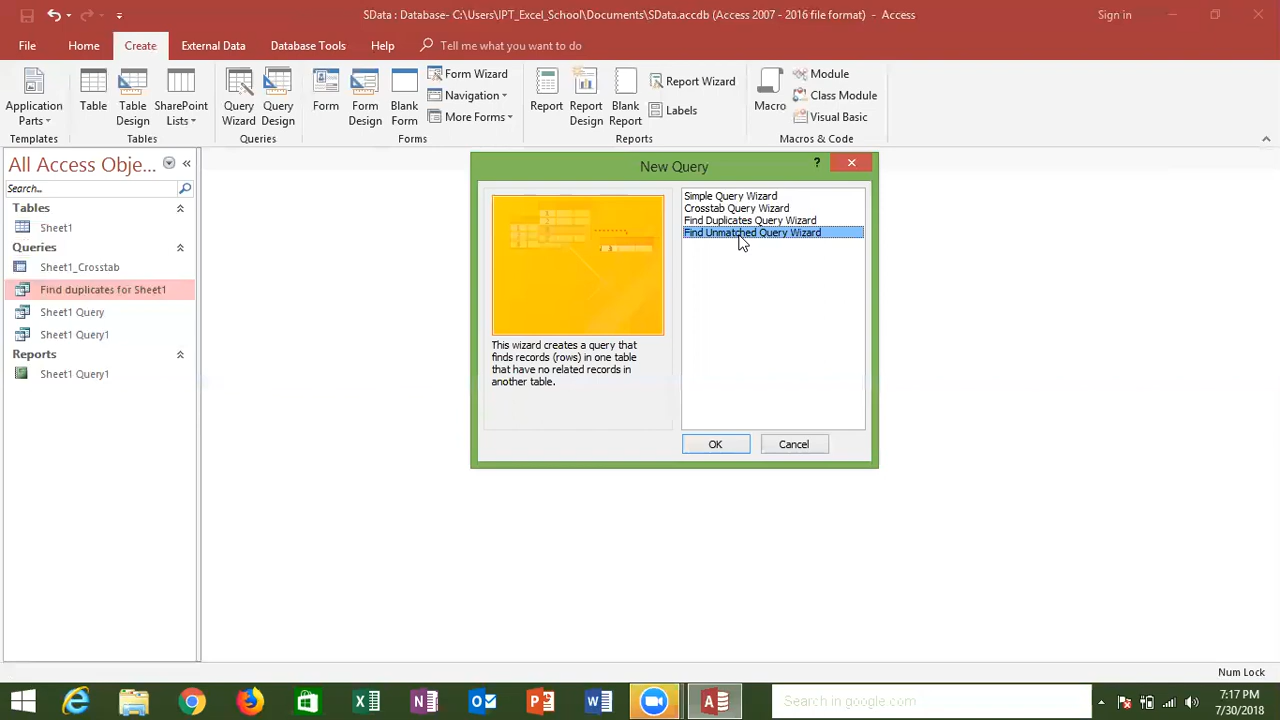 SData : Database- C:\Users\IPT_Excel_School\Documents\SData.accdb (Access 2007 - 2016 file format) - Access
Sign in
File
Home
Create
External Data
Database Tools
Help
Tell me what you want to do
Application Parts
Table
Table Design
SharePoint Lists
Query Wizard
Query Design
Form
Form Design
Blank Form
Form Wizard
Navigation
More Forms
Report
Report Design
Blank Report
Report Wizard
Labels
Macro
Module
Class Module
Visual Basic
Templates
Tables
Queries
Forms
Reports
Macros & Code
All Access Obje...
Search...
Tables
Sheet1
Queries
Sheet1_Crosstab
Find duplicates for Sheet1
Sheet1 Query
Sheet1 Query1
Reports
Sheet1 Query1
New Query
?
Simple Query Wizard
Crosstab Query Wizard
Find Duplicates Query Wizard
Find Unmatched Query Wizard
This wizard creates a query that
finds records (rows) in one table
that have no related records in
another table.
OK
Cancel
Num Lock
Search in google.com
7:17 PM
7/30/2018